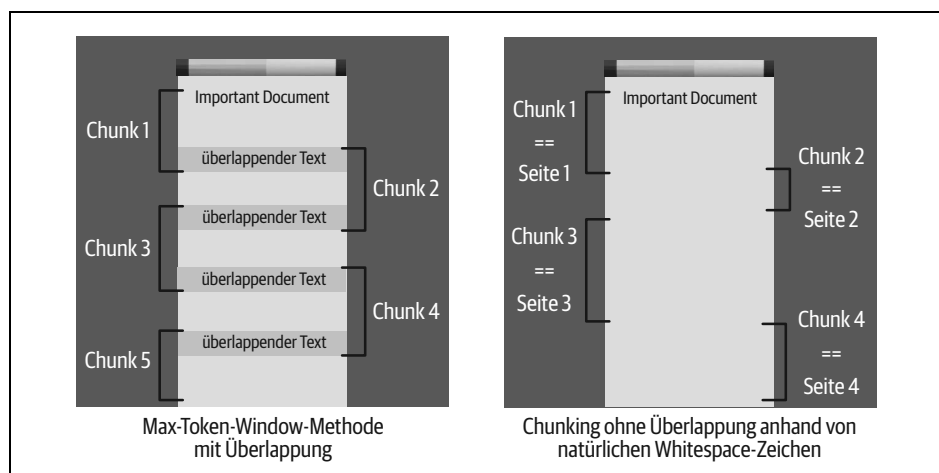 Important Document
Chunk 1
überlappender Text
Chunk 2
überlappender Text
Chunk 3
überlappender Text
Chunk 4
überlappender Text
Chunk 5
Max-Token-Window-Methode
mit Überlappung
Important Document
Chunk 1
==
Seite 1
Chunk 2
==
Seite 2
Chunk 3
==
Seite 3
Chunk 4
==
Seite 4
Chunking ohne Überlappung anhand von
natürlichen Whitespace-Zeichen